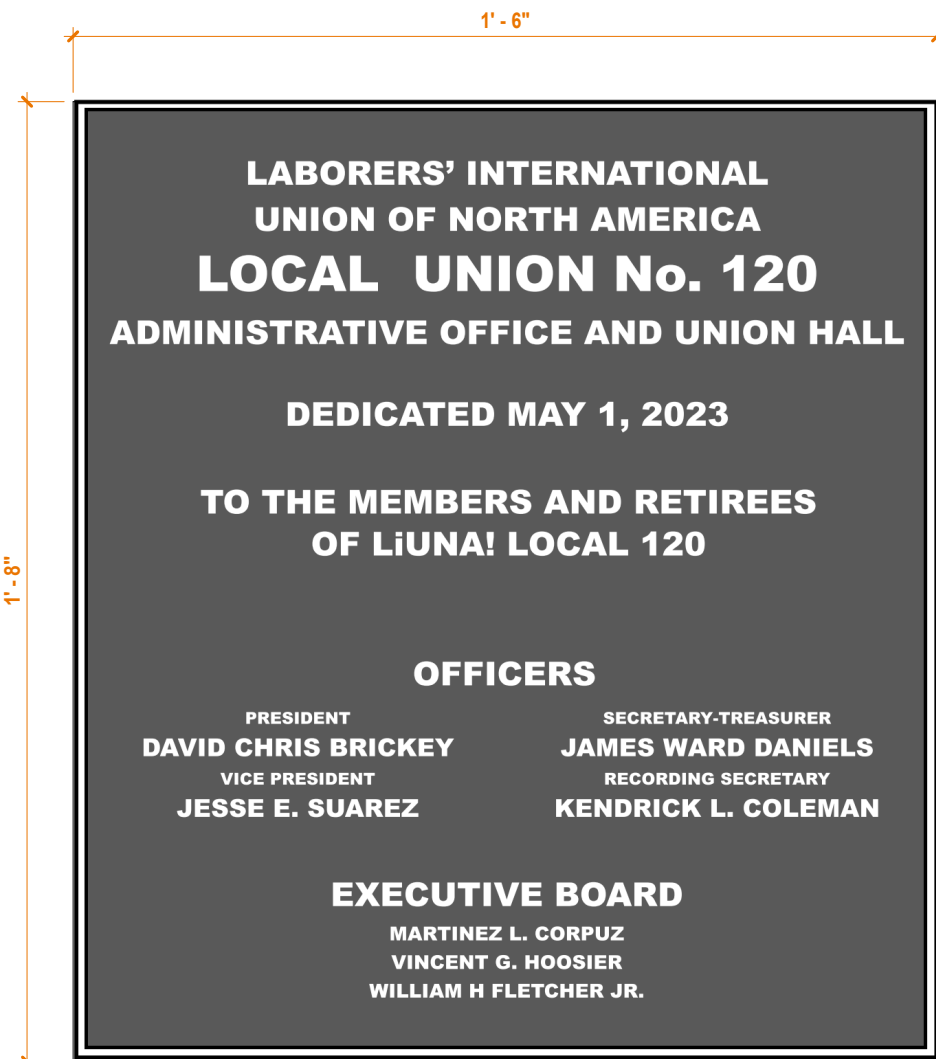 1' - 6"
1' - 8"
LABORERS’ INTERNATIONAL
UNION OF NORTH AMERICA
LOCAL  UNION No. 120
ADMINISTRATIVE OFFICE AND UNION HALL
DEDICATED MAY 1, 2023
TO THE MEMBERS AND RETIREES
OF LiUNA! LOCAL 120
OFFICERS
PRESIDENT
DAVID CHRIS BRICKEY
VICE PRESIDENT
JESSE E. SUAREZ
SECRETARY-TREASURER
JAMES WARD DANIELS
RECORDING SECRETARY
KENDRICK L. COLEMAN
EXECUTIVE BOARD
MARTINEZ L. CORPUZ
VINCENT G. HOOSIER
WILLIAM H FLETCHER JR.